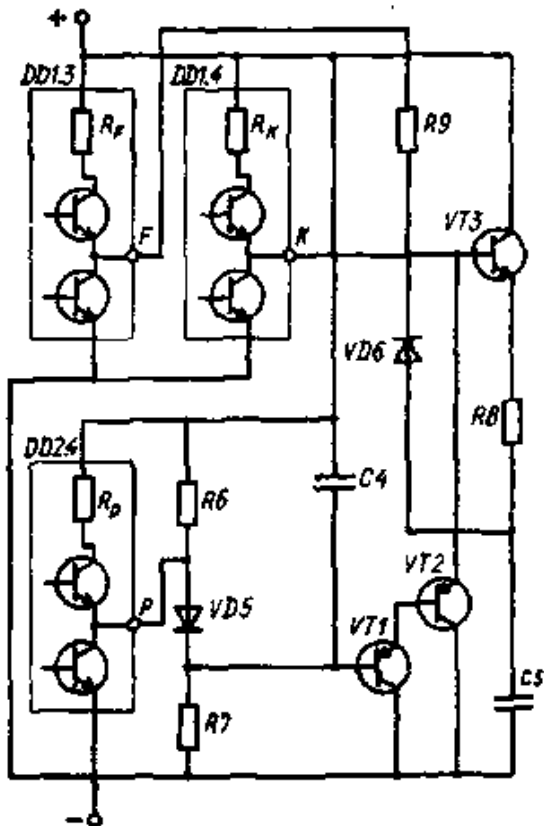 +
DD1.3
DD1.4
RF
RK
R9
F
K
VT3
VD6
R8
DD2.4
RP
R6
C4
P
VD5
VT2
VT1
R7
C5
−